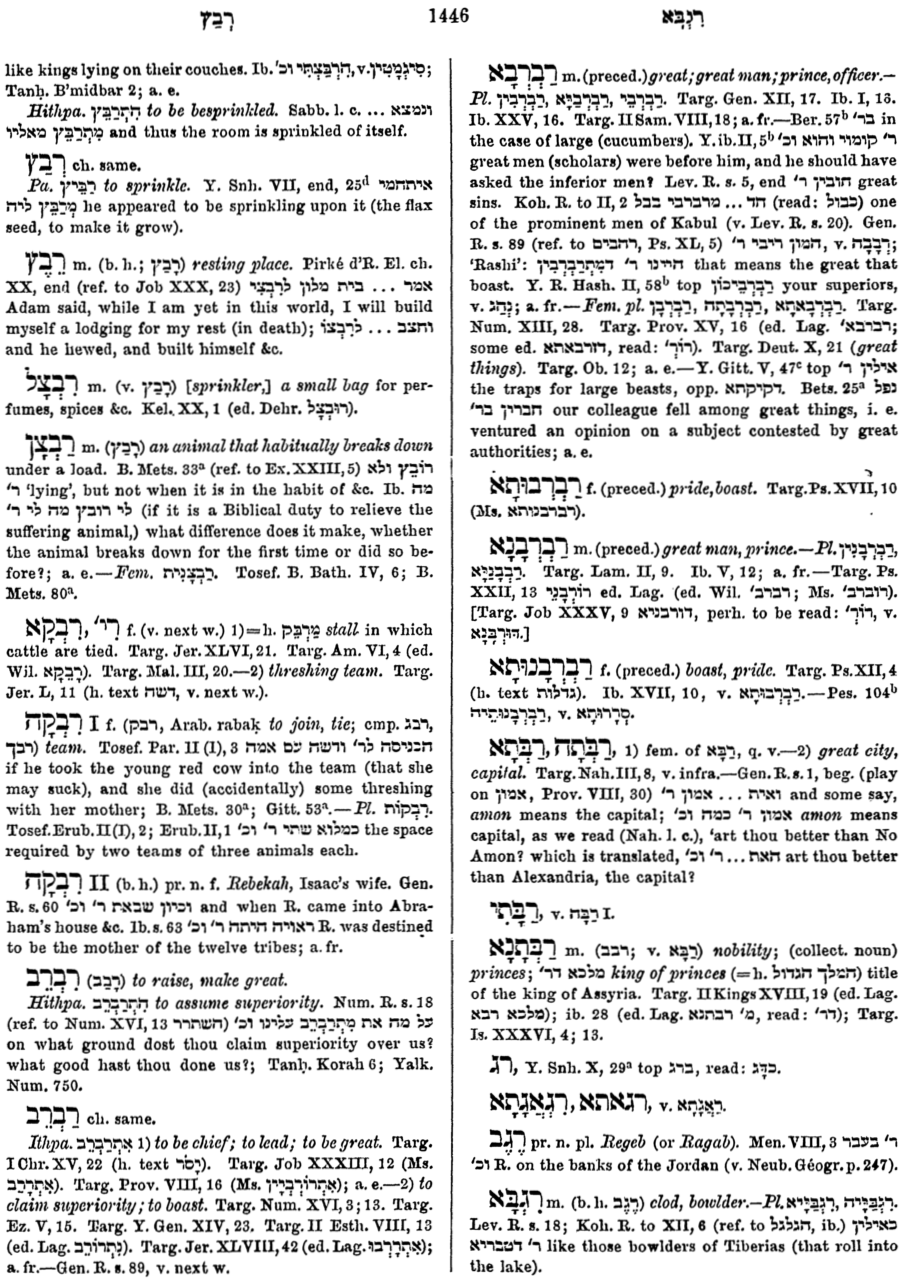 רָבַץ 1446 רִגְבָּא
like kings lying on their couches. Ib. הִרְבַּצְתִּי וכ', v. סִיגְמָטִין;
Tanḥ. B'midbar 2; a. e.
Hithpa. הִתְרַבֵּץ to be besprinkled. Sabb. l. c. ... ונמצא
מִתְרַבֵּץ מאליו and thus the room is sprinkled of itself.
רְבַץ ch. same.
Pa. רַבֵּיץ to sprinkle. Y. Snh. VII, end, 25d איתחמי
מְרַבֵּץ ליה he appeared to be sprinkling upon it (the flax
seed, to make it grow).
רֵבֶץ m. (b. h.; רָבַץ) resting place. Pirké d'R. El. ch.
XX, end (ref. to Job XXX, 23) אמר ... בית מלון לְרִבְצִי
Adam said, while I am yet in this world, I will build
myself a lodging for my rest (in death); וחצב ... לְרִבְצוֹ
and he hewed, and built himself &c.
רִבְצָל m. (v. רָבַץ) [sprinkler,] a small bag for per-
fumes, spices &c. Kel. XX, 1 (ed. Dehr. רוּבְצָל).
רַבְצָן m. (רָבַץ) an animal that habitually breaks down
under a load. B. Mets. 33a (ref. to Ex. XXIII, 5) רוֹבֵץ ולא
ר' 'lying', but not when it is in the habit of &c. Ib. מה
לי רובץ מה לי ר' (if it is a Biblical duty to relieve the
suffering animal,) what difference does it make, whether
the animal breaks down for the first time or did so be-
fore?; a. e.—Fem. רַבְצָנִית. Tosef. B. Bath. IV, 6; B.
Mets. 80a.
רִבְקָא, רִי' f. (v. next w.) 1)=h. מַרְבֵּק stall in which
cattle are tied. Targ. Jer. XLVI, 21. Targ. Am. VI, 4 (ed.
Wil. רָבְקָא). Targ. Mal. III, 20.—2) threshing team. Targ.
Jer. L, 11 (h. text דשה, v. next w.).
רִבְקָה I f. (רבק, Arab. rabaḳ to join, tie; cmp. רבג,
רבך) team. Tosef. Par. II (I), 3 הכניסה לר' ודשה עם אמה
if he took the young red cow into the team (that she
may suck), and she did (accidentally) some threshing
with her mother; B. Mets. 30a; Gitt. 53a.—Pl. רִבְקוֹת.
Tosef. Erub. II (I), 2; Erub. II, 1 כמלוא שתי ר' וכ' the space
required by two teams of three animals each.
רִבְקָה II (b. h.) pr. n. f. Rebekah, Isaac's wife. Gen.
R. s. 60 וכיון שבאת ר' וכ' and when R. came into Abra-
ham's house &c. Ib. s. 63 ראויה היתה ר' וכ' R. was destined
to be the mother of the twelve tribes; a. fr.
רִבְרֵב (רָבַב) to raise, make great.
Hithpa. הִתְרַבְרֵב to assume superiority. Num. R. s. 18
(ref. to Num. XVI, 13 השתרר) על מה את מִתְרַבְרֵב עלינו וכ'
on what ground dost thou claim superiority over us?
what good hast thou done us?; Tanḥ. Korah 6; Yalk.
Num. 750.
רַבְרֵב ch. same.
Ithpa. אִתְרַבְרֵב 1) to be chief; to lead; to be great. Targ.
I Chr. XV, 22 (h. text יָסֹר). Targ. Job XXXIII, 12 (Ms.
אִתְרָרַב). Targ. Prov. VIII, 16 (Ms. אִתְרוֹרְבִין); a. e.—2) to
claim superiority; to boast. Targ. Num. XVI, 3; 13. Targ.
Ez. V, 15. Targ. Y. Gen. XIV, 23. Targ. II Esth. VIII, 13
(ed. Lag. נִתְרוֹרֵב). Targ. Jer. XLVIII, 42 (ed. Lag. אִתְרָרְבוּ);
a. fr.—Gen. R. s. 89, v. next w.
רַבְרְבָא m. (preced.) great; great man; prince, officer.—
Pl. רַבְרְבֵי, רַבְרְבַיָּא, רַבְרְבִין. Targ. Gen. XII, 17. Ib. I, 16.
Ib. XXV, 16. Targ. II Sam. VIII, 18; a. fr.—Ber. 57b בר' in
the case of large (cucumbers). Y. ib. II, 5b ר' קומוי והוא וכ'
great men (scholars) were before him, and he should have
asked the inferior men? Lev. R. s. 5, end חובין ר' great
sins. Koh. R. to II, 2 חד ... מרברבי בבל (read: כבול) one
of the prominent men of Kabul (v. Lev. R. s. 20). Gen.
R. s. 89 (ref. to רהבים, Ps. XL, 5) המון ריבי ר', v. רְבָבָה;
'Rashi': היינו ר' דמִתְרַבְרְבִין that means the great that
boast. Y. R. Hash. II, 58b top רַבְרְבֵיכוֹן your superiors,
v. נְהַג; a. fr.—Fem. pl. רַבְרְבָן, רַבְרְבָתָה, רַבְרְבָאתָא. Targ.
Num. XIII, 28. Targ. Prov. XV, 16 (ed. Lag. רברבא';
some ed. דוורבאתא, read: רוֹרְ'). Targ. Deut. X, 21 (great
things). Targ. Ob. 12; a. e.—Y. Gitt. V, 47c top אילין ר'
the traps for large beasts, opp. דקיקתא. Bets. 25a נפל
חברין בר' our colleague fell among great things, i. e.
ventured an opinion on a subject contested by great
authorities; a. e.
רַבְרְבוּתָא f. (preced.) pride, boast. Targ. Ps. XVII, 10
(Ms. רברבנותא).
רַבְרְבָנָא m. (preced.) great man, prince.—Pl. רַבְרְבָנִין,
רַבְרְבָנַיָּא. Targ. Lam. II, 9. Ib. V, 12; a. fr.—Targ. Ps.
XXII, 13 רוֹרְבָנֵי ed. Lag. (ed. Wil. רברב'; Ms. רוברב').
[Targ. Job XXXV, 9 דורבניא, perh. to be read: רוֹרְ', v.
דּוּרְבָנָא.]
רַבְרְבָנוּתָא f. (preced.) boast, pride. Targ. Ps. XII, 4
(h. text גדלות). Ib. XVII, 10, v. רַבְרְבוּתָא.—Pes. 104b
רַבְרְבָנוּתֵיהּ, v. סְרָרוּתָא.
רַבְּתָא, רַבְּתָה, 1) fem. of רַבָּא, q. v.—2) great city,
capital. Targ. Nah. III, 8, v. infra.—Gen. R. s. 1, beg. (play
on אמון, Prov. VIII, 30) ואית ... אמון ר' and some say,
amon means the capital; אמון ר' כמה וכ' amon means
capital, as we read (Nah. l. c.), 'art thou better than No
Amon? which is translated, האת ... ר' וכ' art thou better
than Alexandria, the capital?
רַבָּתִי, v. רַבָּה I.
רַבְּתָנָא m. (רבב; v. רַבָּא) nobility; (collect. noun)
princes; מלכא דר' king of princes (=h. המלך הגדול) title
of the king of Assyria. Targ. II Kings XVIII, 19 (ed. Lag.
מלכא רבא); ib. 28 (ed. Lag. מ' רבתנא, read: דר'); Targ.
Is. XXXVI, 4; 13.
רג, Y. Snh. X, 29a top ברג, read: כדג.
רגאתא, רְגָאֲגָתָא, v. רַאֲגָתָא.
רֶגֶב pr. n. pl. Regeb (or Ragab). Men. VIII, 3 ר' בעבר
וכ' R. on the banks of the Jordan (v. Neub. Géogr. p. 247).
רִגְבָּא m. (b. h. רֶגֶב) clod, bowlder.—Pl. רִגְבַיָּא, רִגְבַיָּיה.
Lev. R. s. 18; Koh. R. to XII, 6 (ref. to הגלגל, ib.) כאילין
ר' דטבריא like those bowlders of Tiberias (that roll into
the lake).